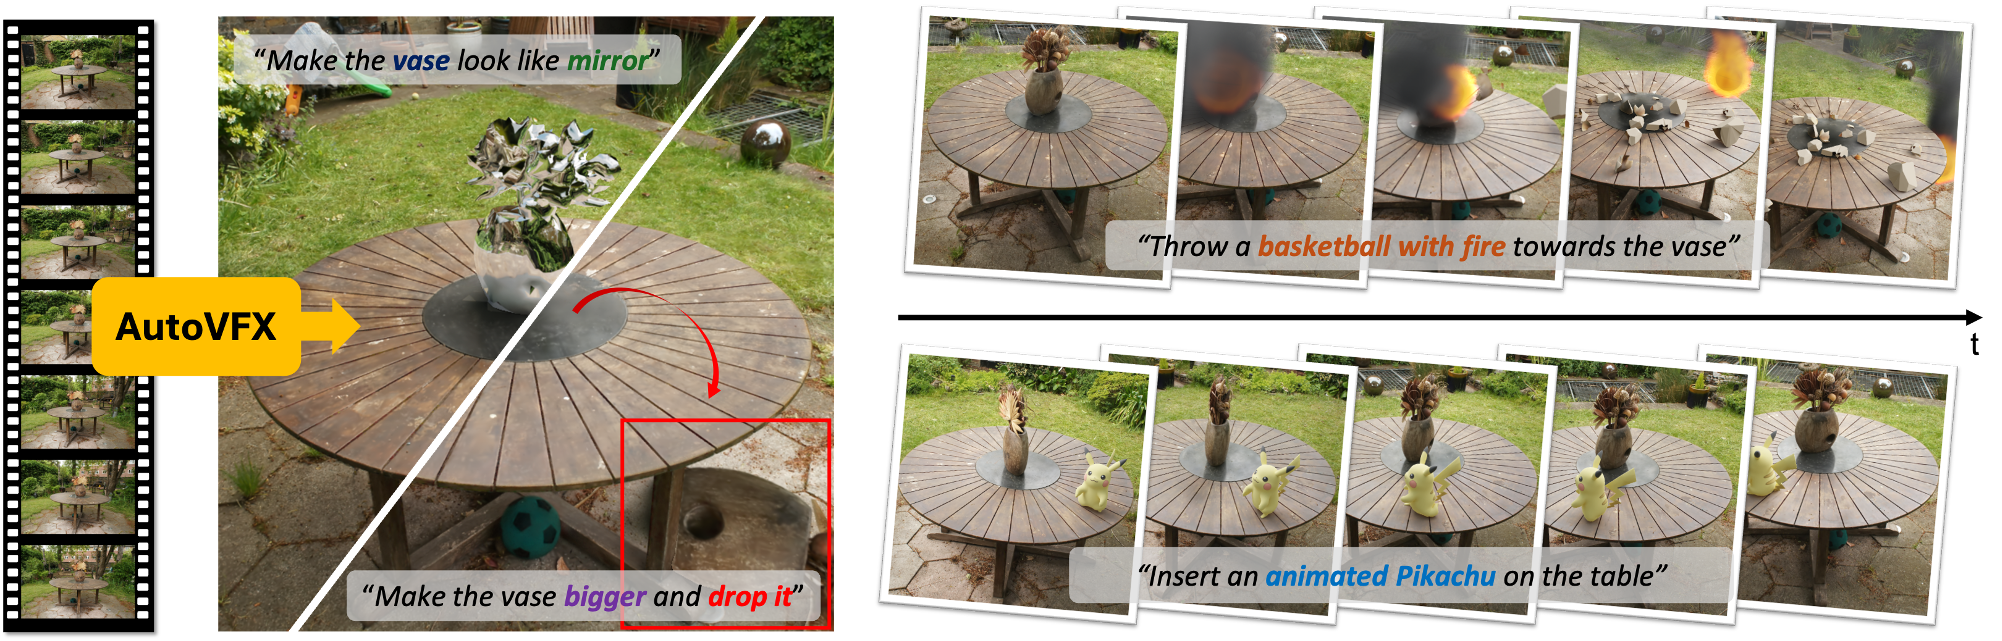 AutoVFX
“Make the vase look like mirror”
“Make the vase bigger and drop it”
“Throw a basketball with fire towards the vase”
t
“Insert an animated Pikachu on the table”